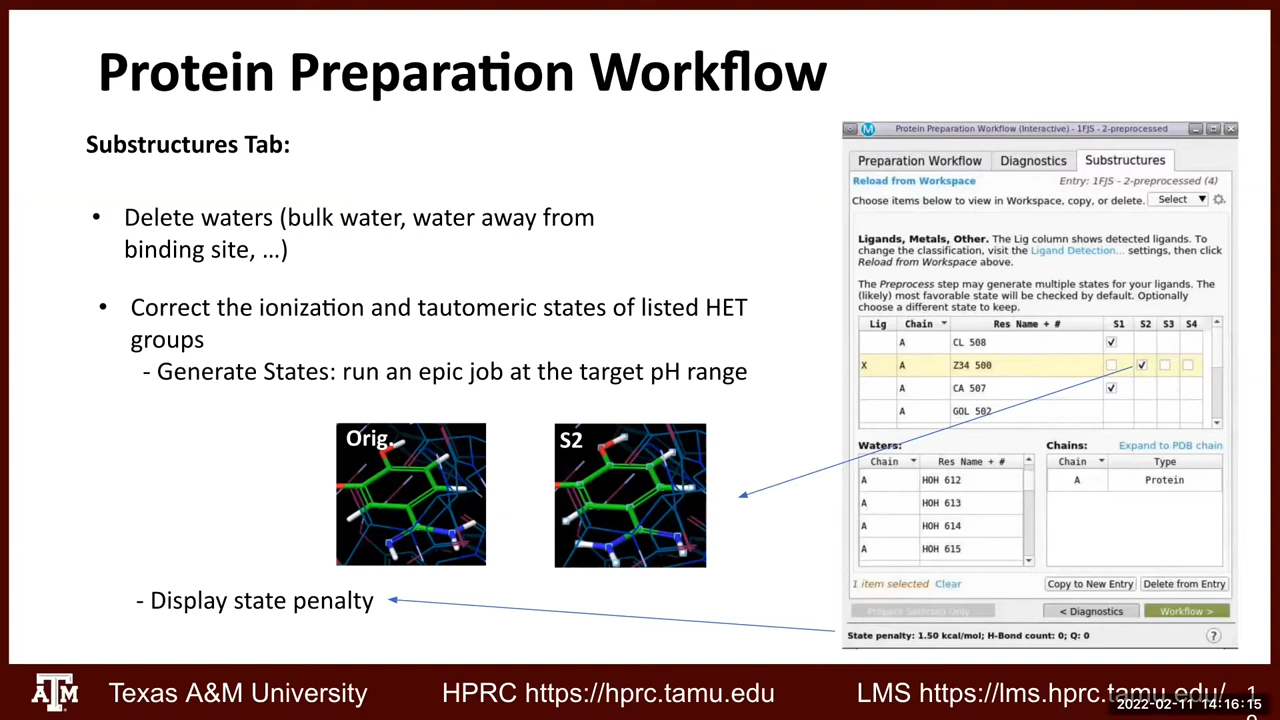 Protein Preparation Workflow
Substructures Tab:
• Delete waters (bulk water, water away from
binding site, ...)
• Correct the ionization and tautomeric states of listed HET
groups
- Generate States: run an epic job at the target pH range
Orig.
S2
- Display state penalty
Protein Preparation Workflow (Interactive) - 1FJS - 2-preprocessed
Preparation Workflow Diagnostics Substructures
Reload from Workspace Entry: 1FJS - 2-preprocessed (4)
Choose items below to view in Workspace, copy, or delete. Select
Ligands, Metals, Other. The Lig column shows detected ligands. To
change the classification, visit the Ligand Detection... settings, then click
Reload from Workspace above.
The Preprocess step may generate multiple states for your ligands. The
(likely) most favorable state will be checked by default. Optionally
choose a different state to keep.
Lig Chain Res Name + # S1 S2 S3 S4
A CL 508
X A Z34 500
A CA 507
A GOL 502
Waters:
Chain Res Name + #
A HOH 612
A HOH 613
A HOH 614
A HOH 615
Chains: Expand to PDB chain
Chain Type
A Protein
1 item selected Clear
Copy to New Entry Delete from Entry
Prepare Selected Only...
< Diagnostics Workflow >
State penalty: 1.50 kcal/mol; H-Bond count: 0; Q: 0 ?
ATM Texas A&M University HPRC https://hprc.tamu.edu LMS https://lms.hprc.tamu.edu/ 1
2022-02-11 14:16:15